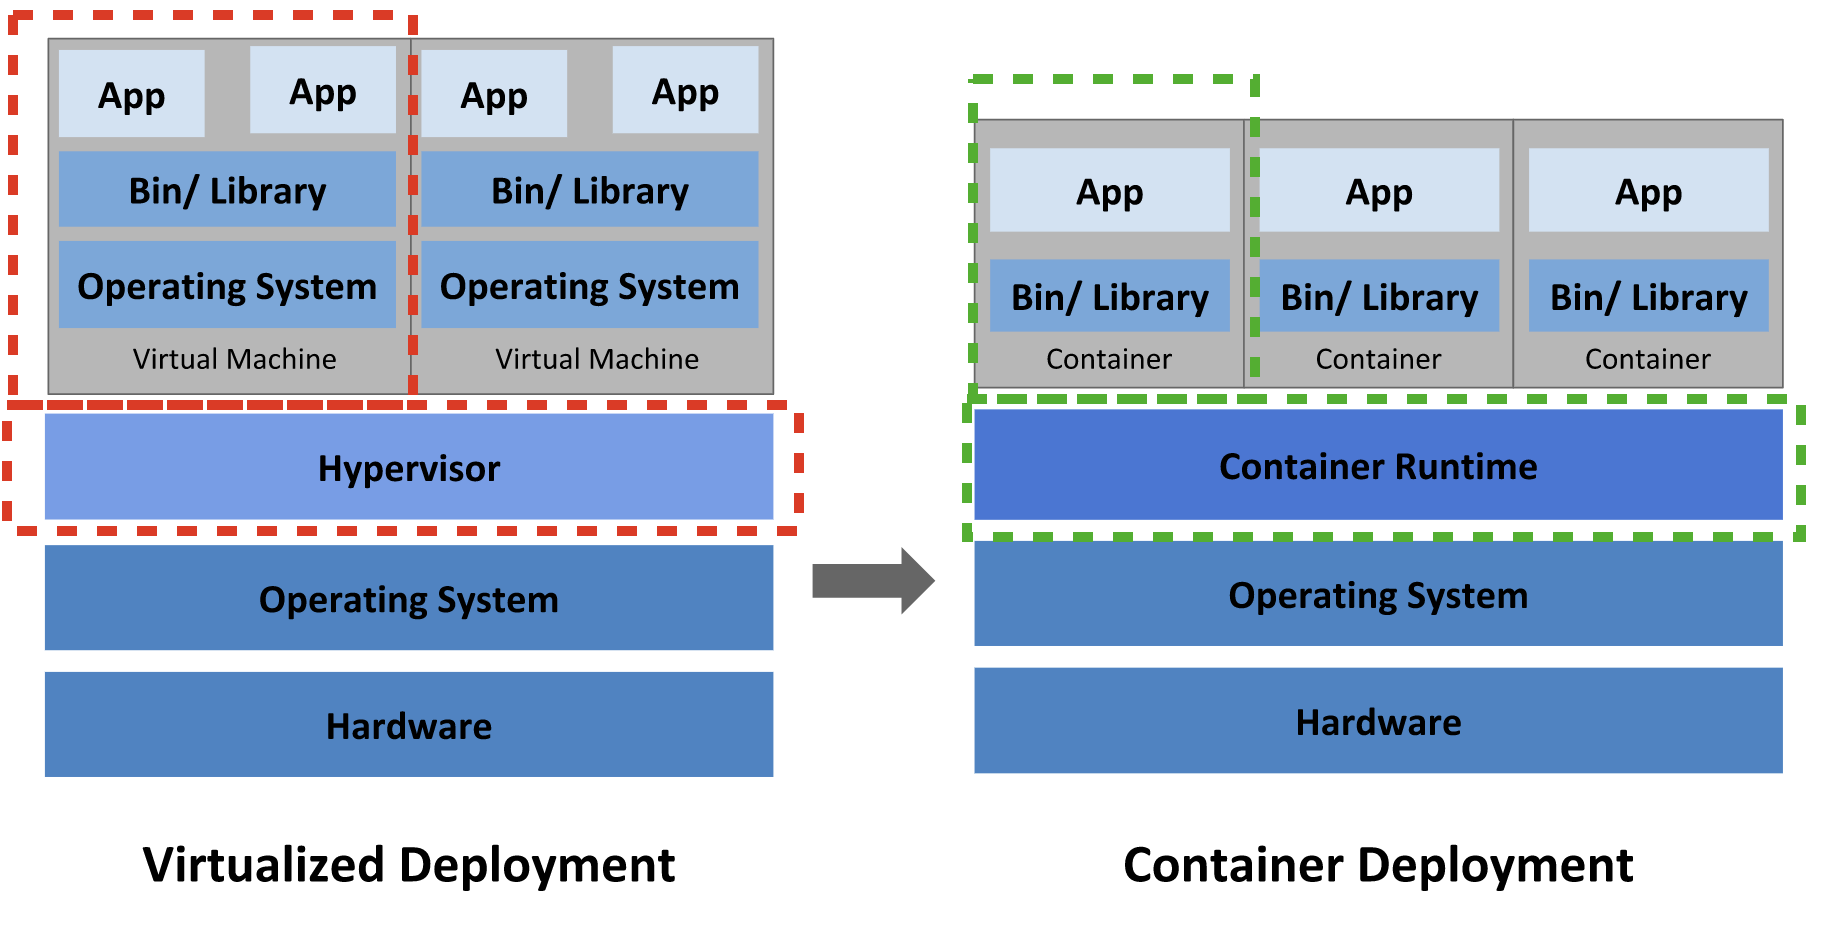 App
App
App
App
Bin/ Library
Bin/ Library
Operating System
Operating System
Virtual Machine
Virtual Machine
Hypervisor
Operating System
Hardware
Virtualized Deployment
App
App
App
Bin/ Library
Bin/ Library
Bin/ Library
Container
Container
Container
Container Runtime
Operating System
Hardware
Container Deployment